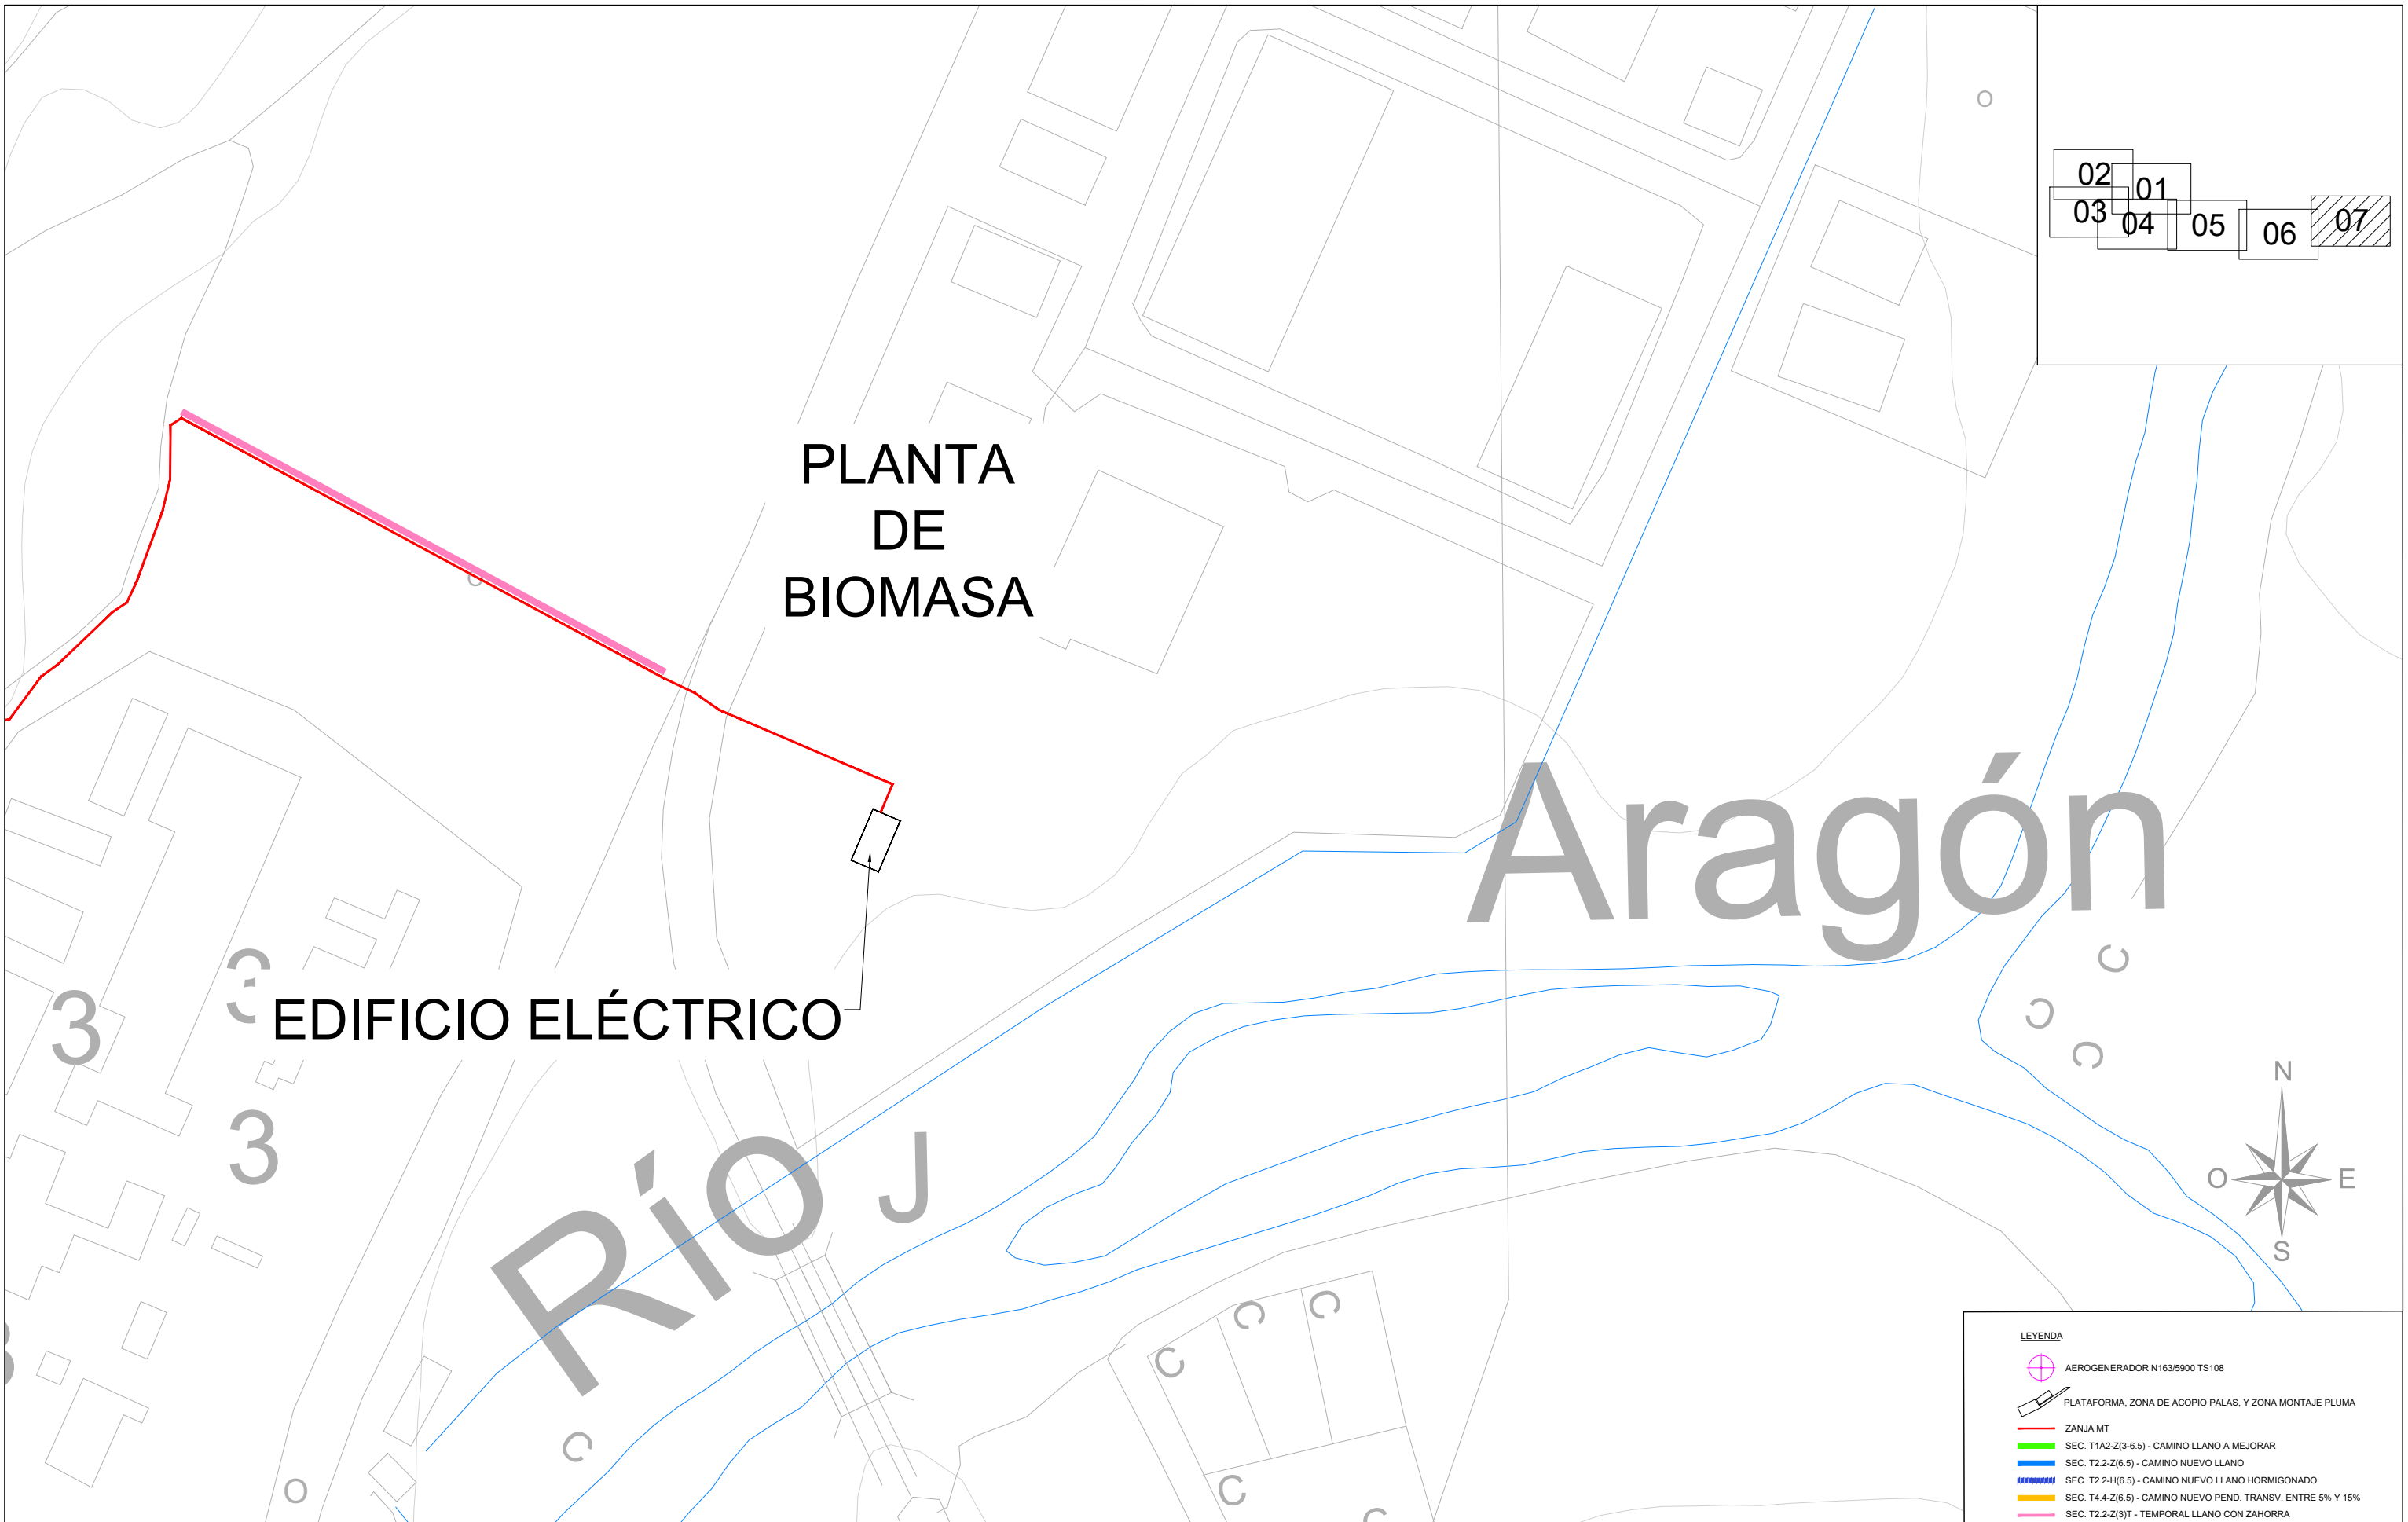 PLANTA
DE
BIOMASA
EDIFICIO ELÉCTRICO
RÍO
J
Aragón
O
O
O
3
3
3
C
C
C
C
C
C
C
C
C
02
01
03
04
05
06
07
N
O
E
S
LEYENDA
AEROGENERADOR N163/5900 TS108
PLATAFORMA, ZONA DE ACOPIO PALAS, Y ZONA MONTAJE PLUMA
ZANJA MT
SEC. T1A2-Z(3-6.5) - CAMINO LLANO A MEJORAR
SEC. T2.2-Z(6.5) - CAMINO NUEVO LLANO
SEC. T2.2-H(6.5) - CAMINO NUEVO LLANO HORMIGONADO
SEC. T4.4-Z(6.5) - CAMINO NUEVO PEND. TRANSV. ENTRE 5% Y 15%
SEC. T2.2-Z(3)T - TEMPORAL LLANO CON ZAHORRA